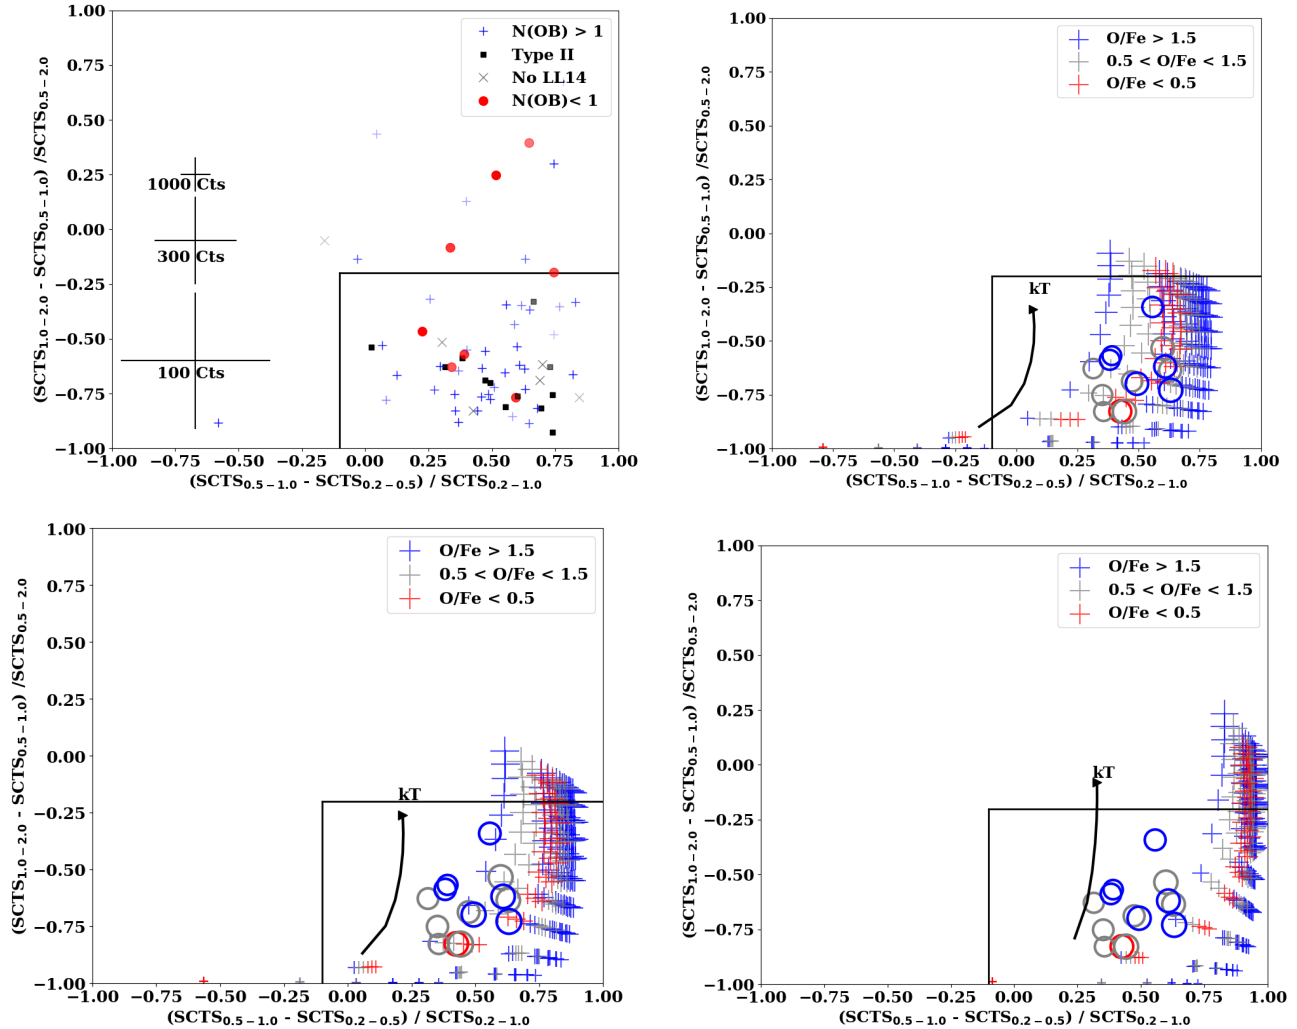 1.00
0.75
0.50
0.25
0.00
−0.25
−0.50
−0.75
−1.00
(SCTS1.0−2.0 - SCTS0.5−1.0) /SCTS0.5−2.0
N(OB) > 1
Type II
No LL14
N(OB)< 1
1000 Cts
300 Cts
100 Cts
−1.00 −0.75 −0.50 −0.25 0.00 0.25 0.50 0.75 1.00
(SCTS0.5−1.0 - SCTS0.2−0.5) / SCTS0.2−1.0
1.00
0.75
0.50
0.25
0.00
−0.25
−0.50
−0.75
−1.00
(SCTS1.0−2.0 - SCTS0.5−1.0) /SCTS0.5−2.0
O/Fe > 1.5
0.5 < O/Fe < 1.5
O/Fe < 0.5
kT
−1.00 −0.75 −0.50 −0.25 0.00 0.25 0.50 0.75 1.00
(SCTS0.5−1.0 - SCTS0.2−0.5) / SCTS0.2−1.0
1.00
0.75
0.50
0.25
0.00
−0.25
−0.50
−0.75
−1.00
(SCTS1.0−2.0 - SCTS0.5−1.0) /SCTS0.5−2.0
O/Fe > 1.5
0.5 < O/Fe < 1.5
O/Fe < 0.5
kT
−1.00 −0.75 −0.50 −0.25 0.00 0.25 0.50 0.75 1.00
(SCTS0.5−1.0 - SCTS0.2−0.5) / SCTS0.2−1.0
1.00
0.75
0.50
0.25
0.00
−0.25
−0.50
−0.75
−1.00
(SCTS1.0−2.0 - SCTS0.5−1.0) /SCTS0.5−2.0
O/Fe > 1.5
0.5 < O/Fe < 1.5
O/Fe < 0.5
kT
−1.00 −0.75 −0.50 −0.25 0.00 0.25 0.50 0.75 1.00
(SCTS0.5−1.0 - SCTS0.2−0.5) / SCTS0.2−1.0